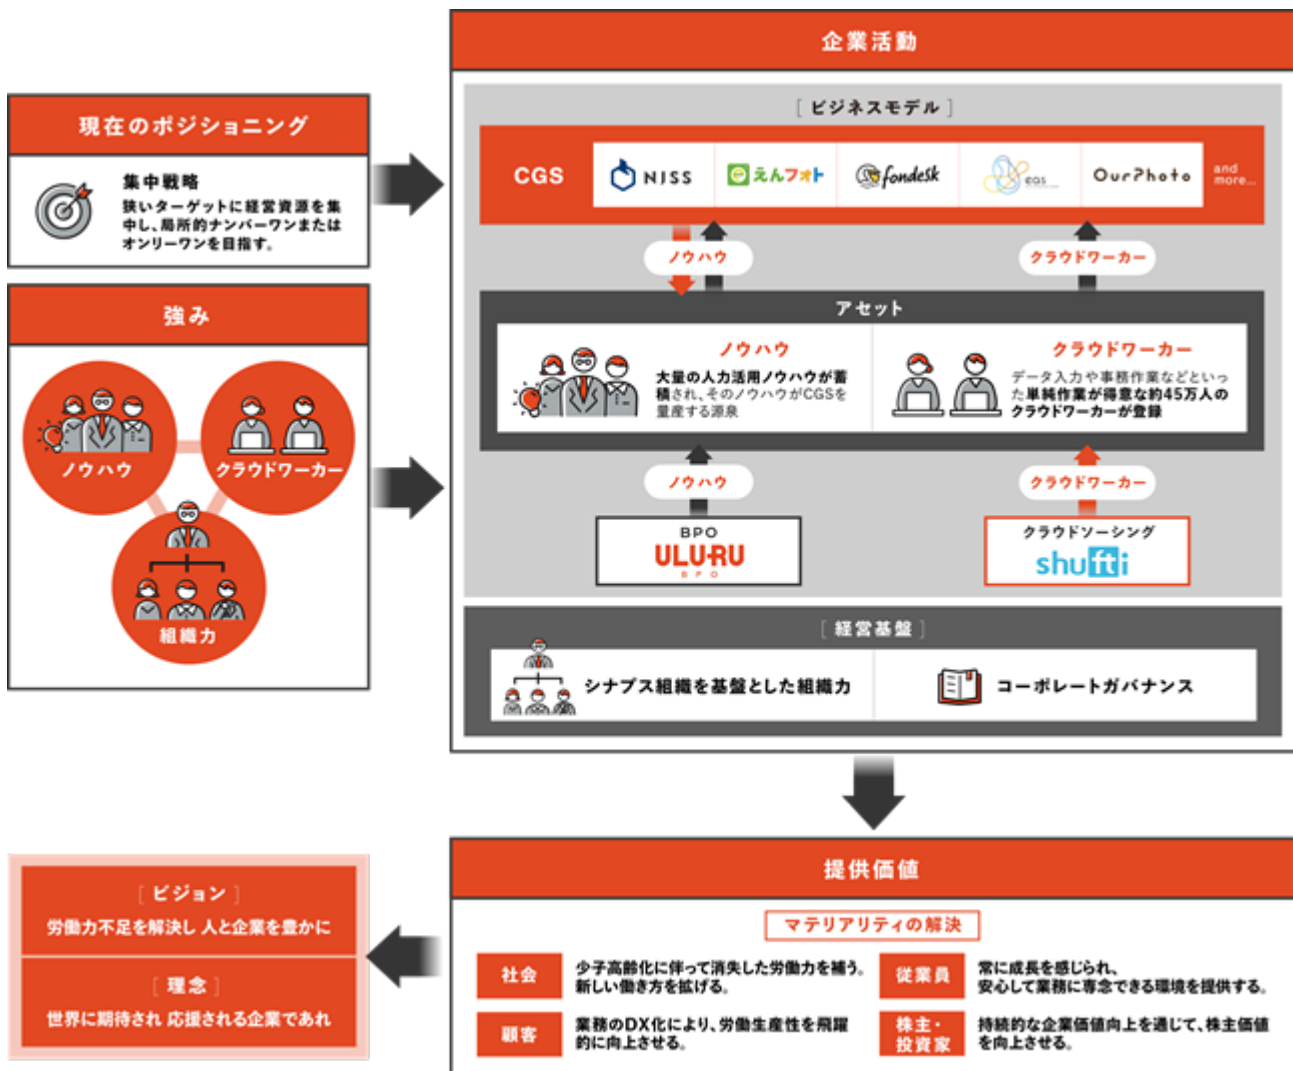 現在のポジショニング
集中戦略
狭いターゲットに経営資源を集
中し、局所的ナンバーワンまたは
オンリーワンを目指す。
強み
ノウハウ
クラウドワーカー
組織力
企業活動
[ ビジネスモデル ]
CGS
NJSS
えんフォト
fondesk
eas
OurPhoto
and
more...
ノウハウ
クラウドワーカー
アセット
ノウハウ
大量の人力活用ノウハウが蓄
積され、そのノウハウがCGSを
量産する源泉
クラウドワーカー
データ入力や事務作業などといっ
た単純作業が得意な約45万人の
クラウドワーカーが登録
ノウハウ
クラウドワーカー
BPO
ULURU
BPO
クラウドソーシング
shufti
[ 経営基盤 ]
シナプス組織を基盤とした組織力
コーポレートガバナンス
提供価値
マテリアリティの解決
社会
少子高齢化に伴って消失した労働力を補う。
新しい働き方を拡げる。
従業員
常に成長を感じられ、
安心して業務に専念できる環境を提供する。
顧客
業務のDX化により、労働生産性を飛躍
的に向上させる。
株主・
投資家
持続的な企業価値向上を通じて、株主価値
を向上させる。
[ ビジョン ]
労働力不足を解決し 人と企業を豊かに
[ 理念 ]
世界に期待され 応援される企業であれ